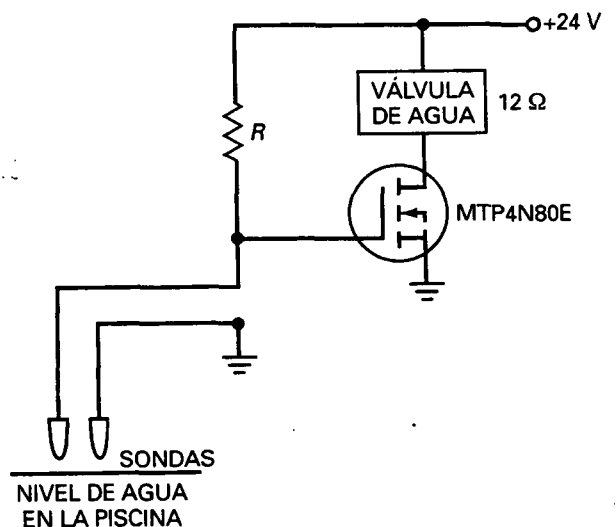 +24 V
VÁLVULA
DE AGUA
12 Ω
R
MTP4N80E
SONDAS
NIVEL DE AGUA
EN LA PISCINA